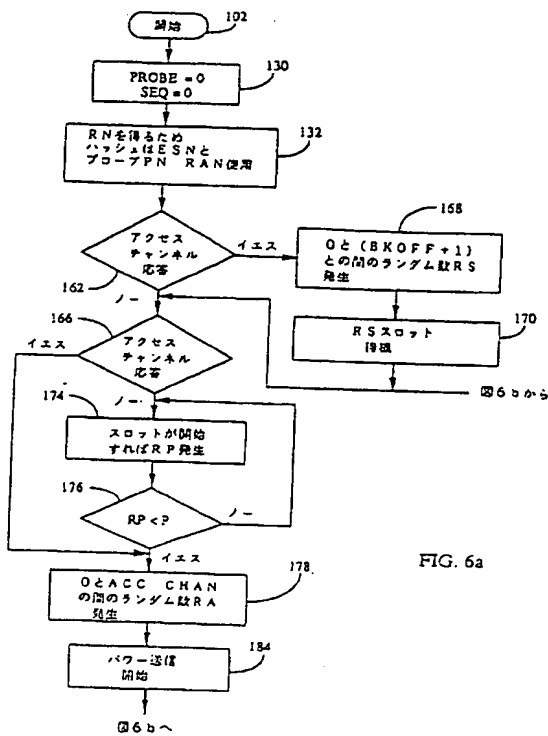 開始
102
PROBE=0
SEQ=0
130
RNを得るため
ハッシュはESNと
プローブPN RAN使用
132
アクセス
チャンネル
応答
162
イエス
ノー
0と(BKOFF+1)
との間のランダム数RS
発生
168
RSスロット
待機
170
図6bから
166
アクセス
チャンネル
応答
イエス
ノー
174
スロットが開始
すればRP発生
176
RP<?
ノー
イエス
0とACC CHAN
の間のランダム数RA
発生
178
FIG. 6a
パワー送信
開始
184
図6bへ